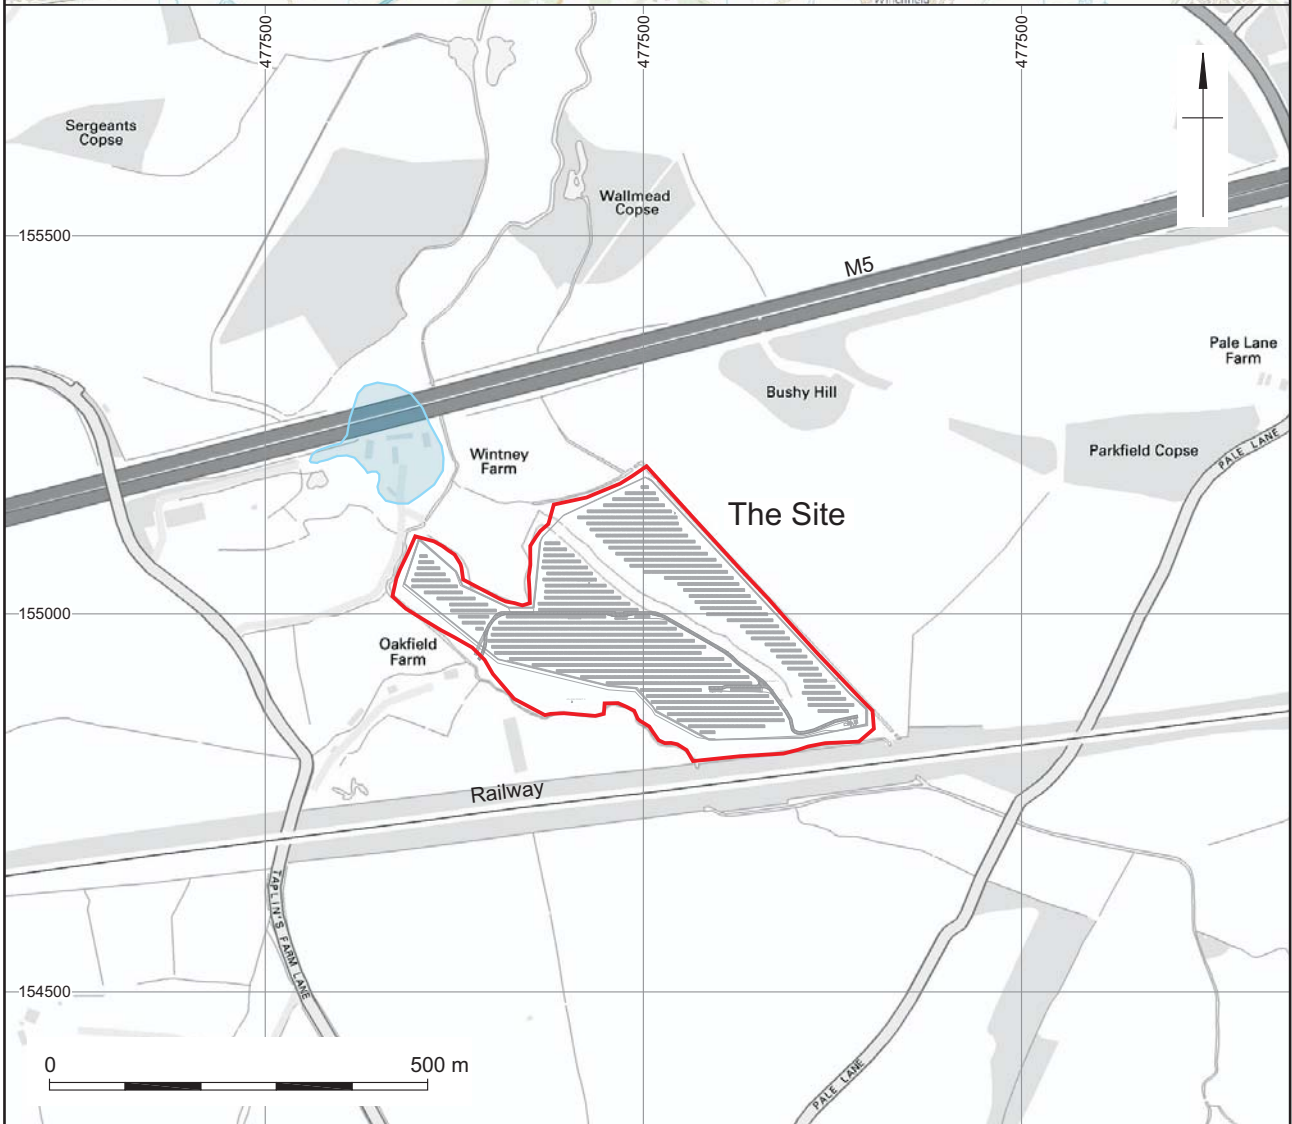 477500
477500
477500
Sergeants
Copse
Wallmead
Copse
155500
M5
Pale Lane
Farm
Bushy Hill
Wintney
Farm
Parkfield Copse
PALE LANE
The Site
155000
Oakfield
Farm
Railway
TAPLIN'S FARM LANE
154500
0
500 m
PALE LANE